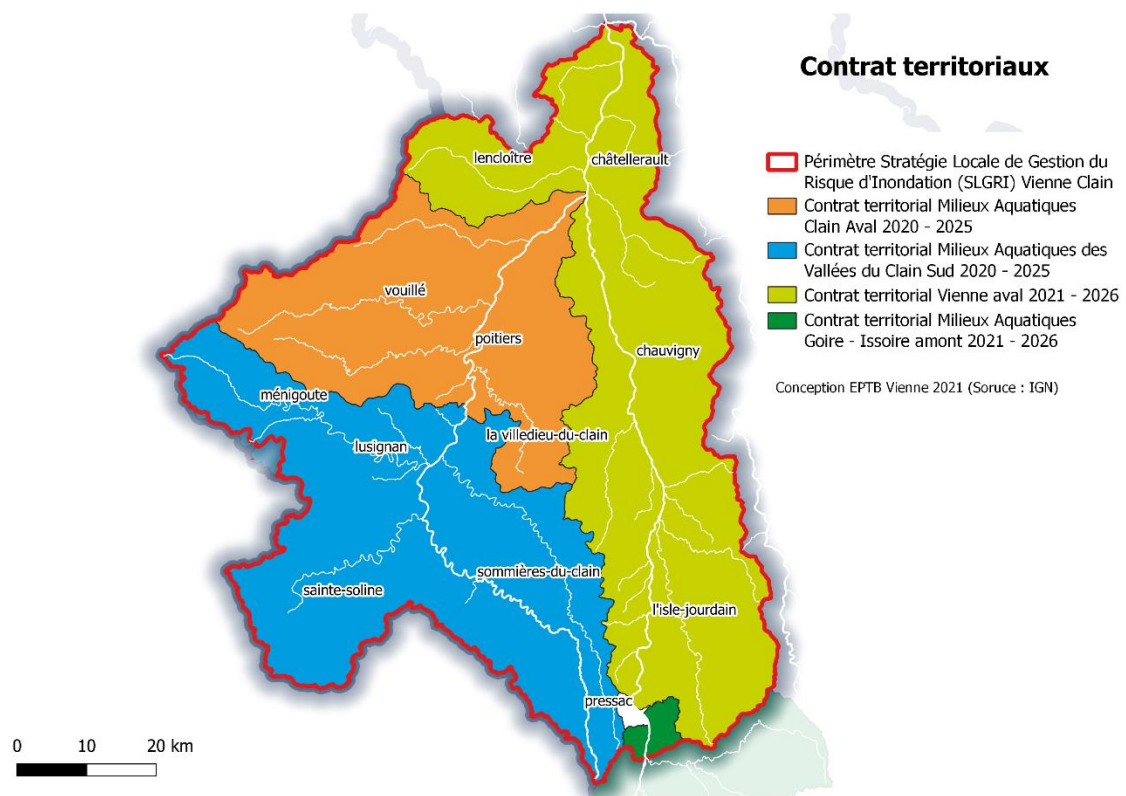 Contrat territoriaux
Périmètre Stratégie Locale de Gestion du
Risque d'Inondation (SLGRI) Vienne Clain
Contrat territorial Milieux Aquatiques
Clain Aval 2020 - 2025
Contrat territorial Milieux Aquatiques des
Vallées du Clain Sud 2020 - 2025
Contrat territorial Vienne aval 2021 - 2026
Contrat territorial Milieux Aquatiques
Goire - Issoire amont 2021 - 2026
Conception EPTB Vienne 2021 (Soruce : IGN)
lencloître
châtellerault
vouillé
poitiers
chauvigny
ménigoute
la villedieu-du-clain
lusignan
sommières-du-clain
sainte-soline
l'isle-jourdain
pressac
0 10 20 km